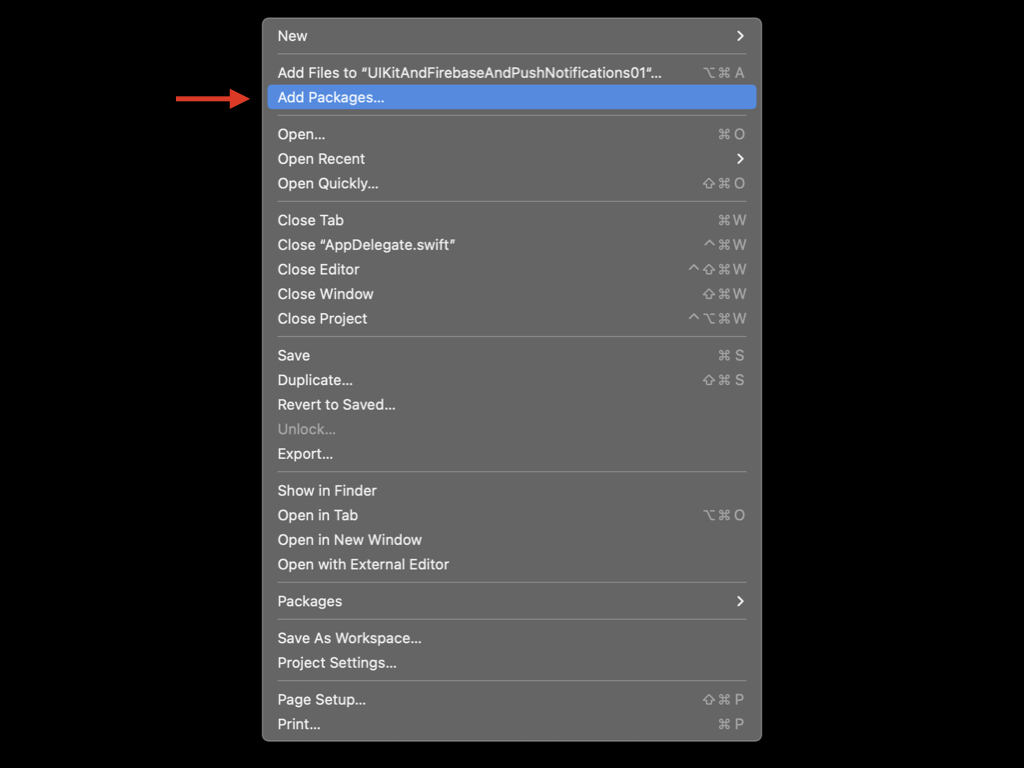 New
Add Files to “UIKitAndFirebaseAndPushNotifications01“... ⌥⌘ A
Add Packages...
Open... ⌘ O
Open Recent
Open Quickly... ⇧⌘ O
Close Tab ⌘W
Close “AppDelegate.swift” ^⌘W
Close Editor ^⇧⌘W
Close Window ⇧⌘W
Close Project ^⌥⌘W
Save ⌘ S
Duplicate... ⇧⌘ S
Revert to Saved...
Unlock...
Export...
Show in Finder
Open in Tab ⌥⌘ O
Open in New Window
Open with External Editor
Packages
Save As Workspace...
Project Settings...
Page Setup... ⇧⌘ P
Print... ⌘ P